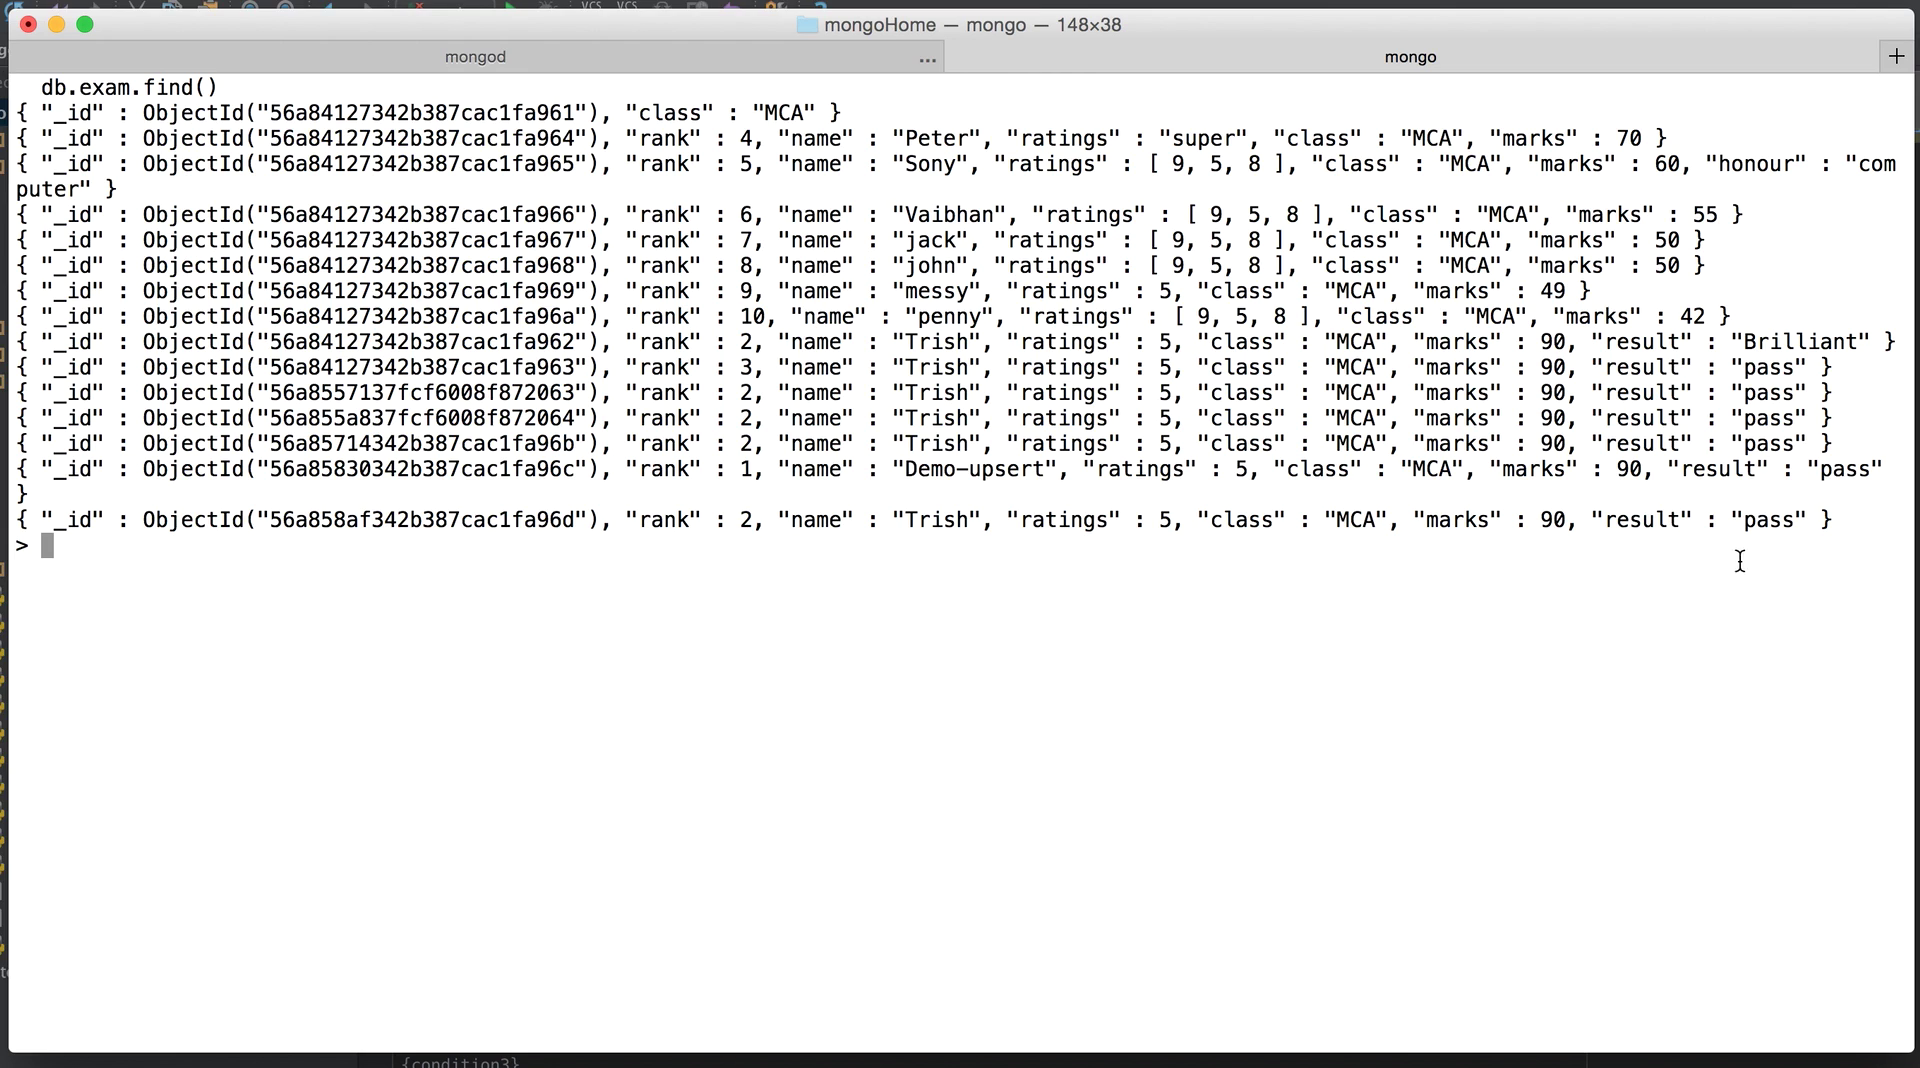 VCS VCS
mongoHome — mongo — 148×38
mongod ... mongo +
db.exam.find()
{ "_id" : ObjectId("56a84127342b387cac1fa961"), "class" : "MCA" }
{ "_id" : ObjectId("56a84127342b387cac1fa964"), "rank" : 4, "name" : "Peter", "ratings" : "super", "class" : "MCA", "marks" : 70 }
{ "_id" : ObjectId("56a84127342b387cac1fa965"), "rank" : 5, "name" : "Sony", "ratings" : [ 9, 5, 8 ], "class" : "MCA", "marks" : 60, "honour" : "com
puter" }
{ "_id" : ObjectId("56a84127342b387cac1fa966"), "rank" : 6, "name" : "Vaibhan", "ratings" : [ 9, 5, 8 ], "class" : "MCA", "marks" : 55 }
{ "_id" : ObjectId("56a84127342b387cac1fa967"), "rank" : 7, "name" : "jack", "ratings" : [ 9, 5, 8 ], "class" : "MCA", "marks" : 50 }
{ "_id" : ObjectId("56a84127342b387cac1fa968"), "rank" : 8, "name" : "john", "ratings" : [ 9, 5, 8 ], "class" : "MCA", "marks" : 50 }
{ "_id" : ObjectId("56a84127342b387cac1fa969"), "rank" : 9, "name" : "messy", "ratings" : 5, "class" : "MCA", "marks" : 49 }
{ "_id" : ObjectId("56a84127342b387cac1fa96a"), "rank" : 10, "name" : "penny", "ratings" : [ 9, 5, 8 ], "class" : "MCA", "marks" : 42 }
{ "_id" : ObjectId("56a84127342b387cac1fa962"), "rank" : 2, "name" : "Trish", "ratings" : 5, "class" : "MCA", "marks" : 90, "result" : "Brilliant" }
{ "_id" : ObjectId("56a84127342b387cac1fa963"), "rank" : 3, "name" : "Trish", "ratings" : 5, "class" : "MCA", "marks" : 90, "result" : "pass" }
{ "_id" : ObjectId("56a8557137fcf6008f872063"), "rank" : 2, "name" : "Trish", "ratings" : 5, "class" : "MCA", "marks" : 90, "result" : "pass" }
{ "_id" : ObjectId("56a855a837fcf6008f872064"), "rank" : 2, "name" : "Trish", "ratings" : 5, "class" : "MCA", "marks" : 90, "result" : "pass" }
{ "_id" : ObjectId("56a85714342b387cac1fa96b"), "rank" : 2, "name" : "Trish", "ratings" : 5, "class" : "MCA", "marks" : 90, "result" : "pass" }
{ "_id" : ObjectId("56a85830342b387cac1fa96c"), "rank" : 1, "name" : "Demo-upsert", "ratings" : 5, "class" : "MCA", "marks" : 90, "result" : "pass"
}
{ "_id" : ObjectId("56a858af342b387cac1fa96d"), "rank" : 2, "name" : "Trish", "ratings" : 5, "class" : "MCA", "marks" : 90, "result" : "pass" }
>
{condition3}